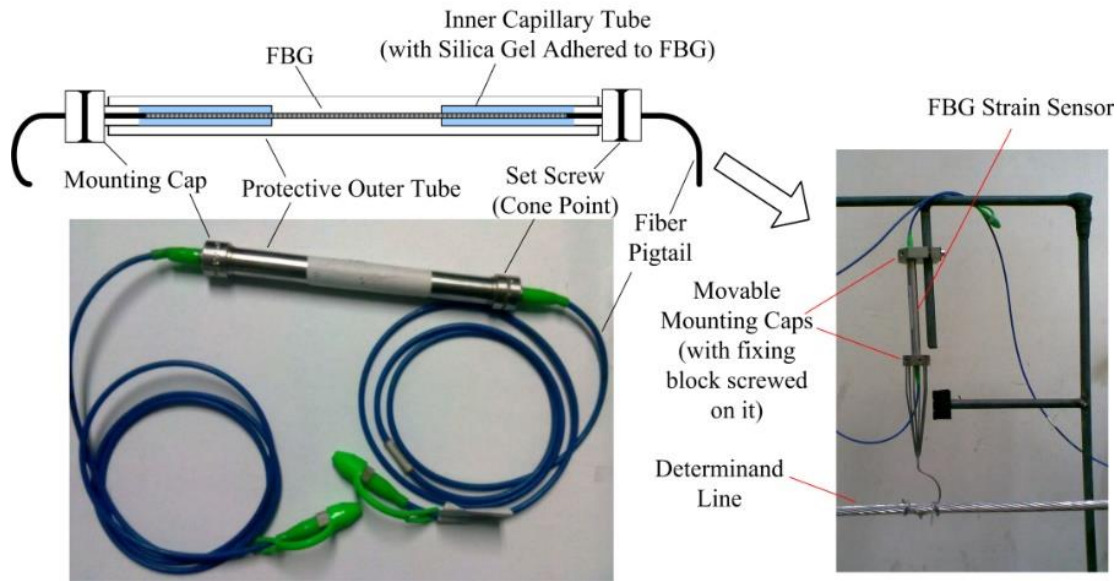 Inner Capillary Tube
(with Silica Gel Adhered to FBG)
FBG
Mounting Cap
Protective Outer Tube
Set Screw
(Cone Point)
Fiber
Pigtail
FBG Strain Sensor
Movable
Mounting Caps
(with fixing
block screwed
on it)
Determinand
Line